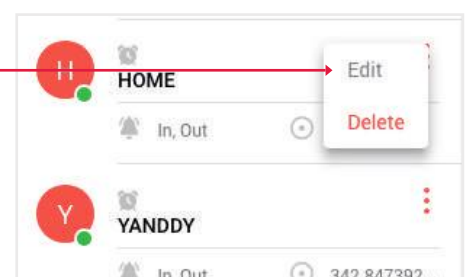 H
HOME
Edit
In, Out
Delete
Y
YANDDY
In, Out
342.847392